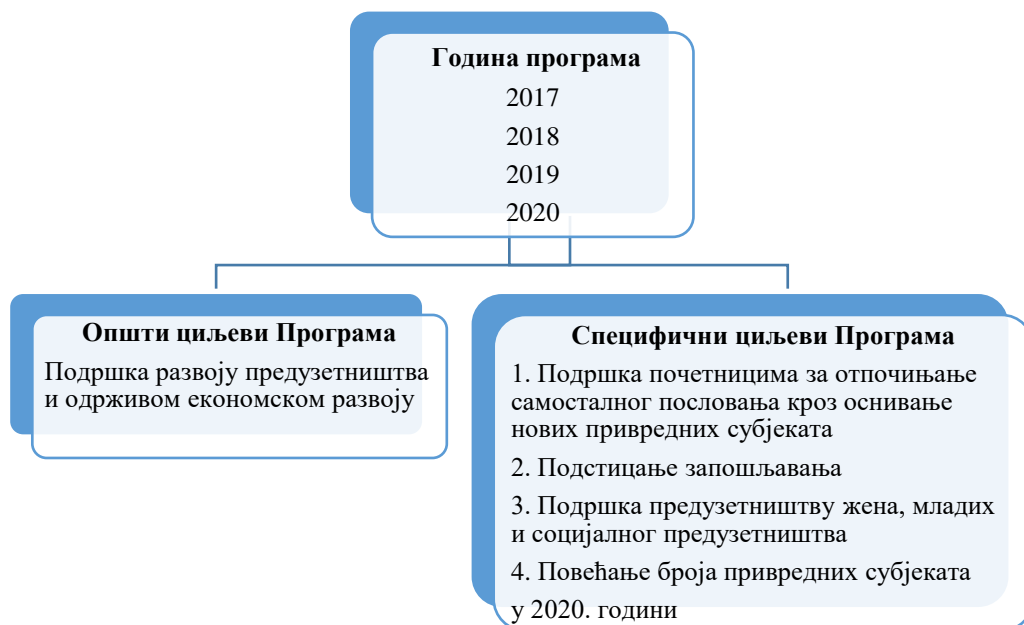 Година програма
2017
2018
2019
2020
Општи циљеви Програма
Подршка развоју предузетништва
и одрживом економском развоју
Специфични циљеви Програма
1. Подршка почетницима за отпочињање
самосталног пословања кроз оснивање
нових привредних субјеката
2. Подстицање запошљавања
3. Подршка предузетништву жена, младих
и социјалног предузетништва
4. Повећање броја привредних субјеката
у 2020. години